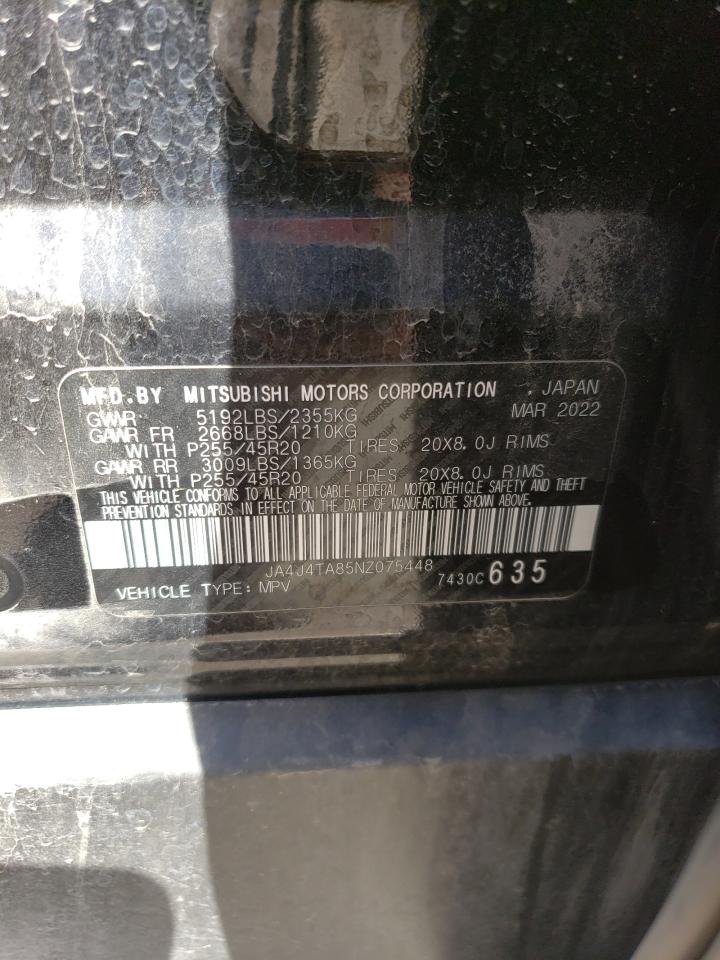 MFD.BY MITSUBISHI MOTORS CORPORATION , JAPAN
GVWR 5192LBS/2355KG MAR 2022
GAWR FR 2668LBS/1210KG
WITH P255/45R20 TIRES 20X8.0J RIMS
GAWR RR 3009LBS/1365KG
WITH P255/45R20 TIRES 20X8.0J RIMS
THIS VEHICLE CONFORMS TO ALL APPLICABLE FEDERAL MOTOR VEHICLE SAFETY AND THEFT
PREVENTION STANDARDS IN EFFECT ON THE DATE OF MANUFACTURE SHOWN ABOVE.
JA4J4TA85NZ075448
VEHICLE TYPE: MPV 7430C 635